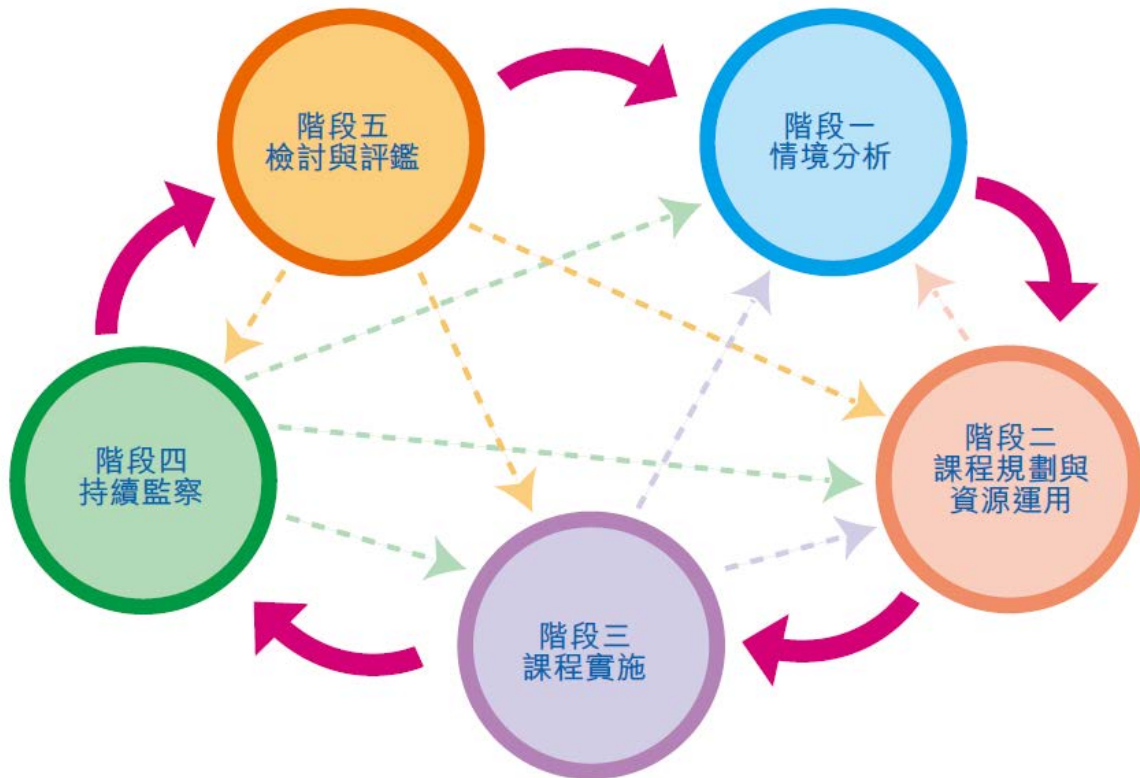 階段五
檢討與評鑑
階段一
情境分析
階段四
持續監察
階段二
課程規劃與
資源運用
階段三
課程實施